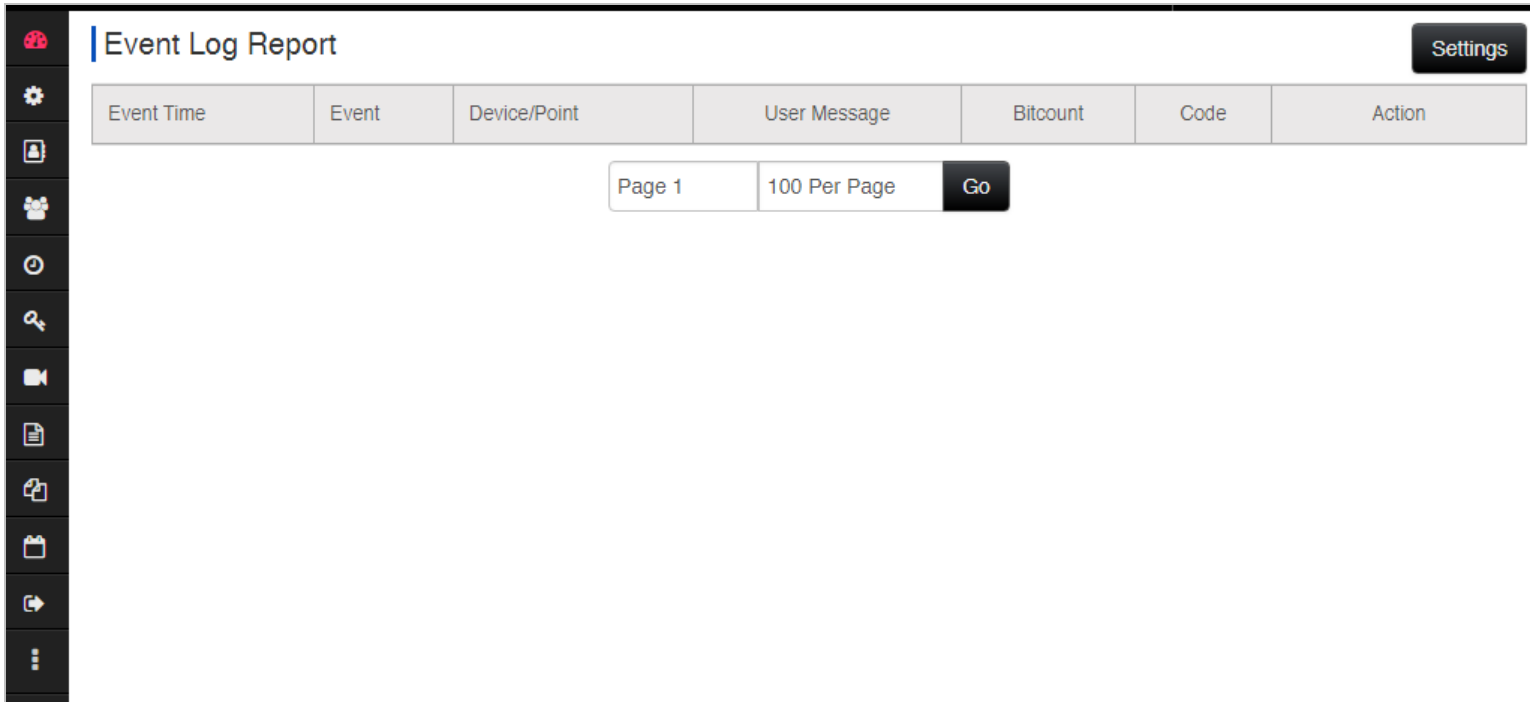 Event Log Report
Settings
Event Time Event Device/Point User Message Bitcount Code Action
Page 1 100 Per Page Go